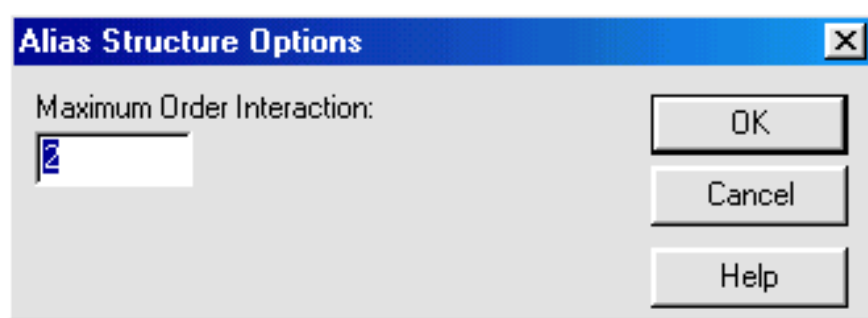 Alias Structure Options
Maximum Order Interaction:
2
OK
Cancel
Help